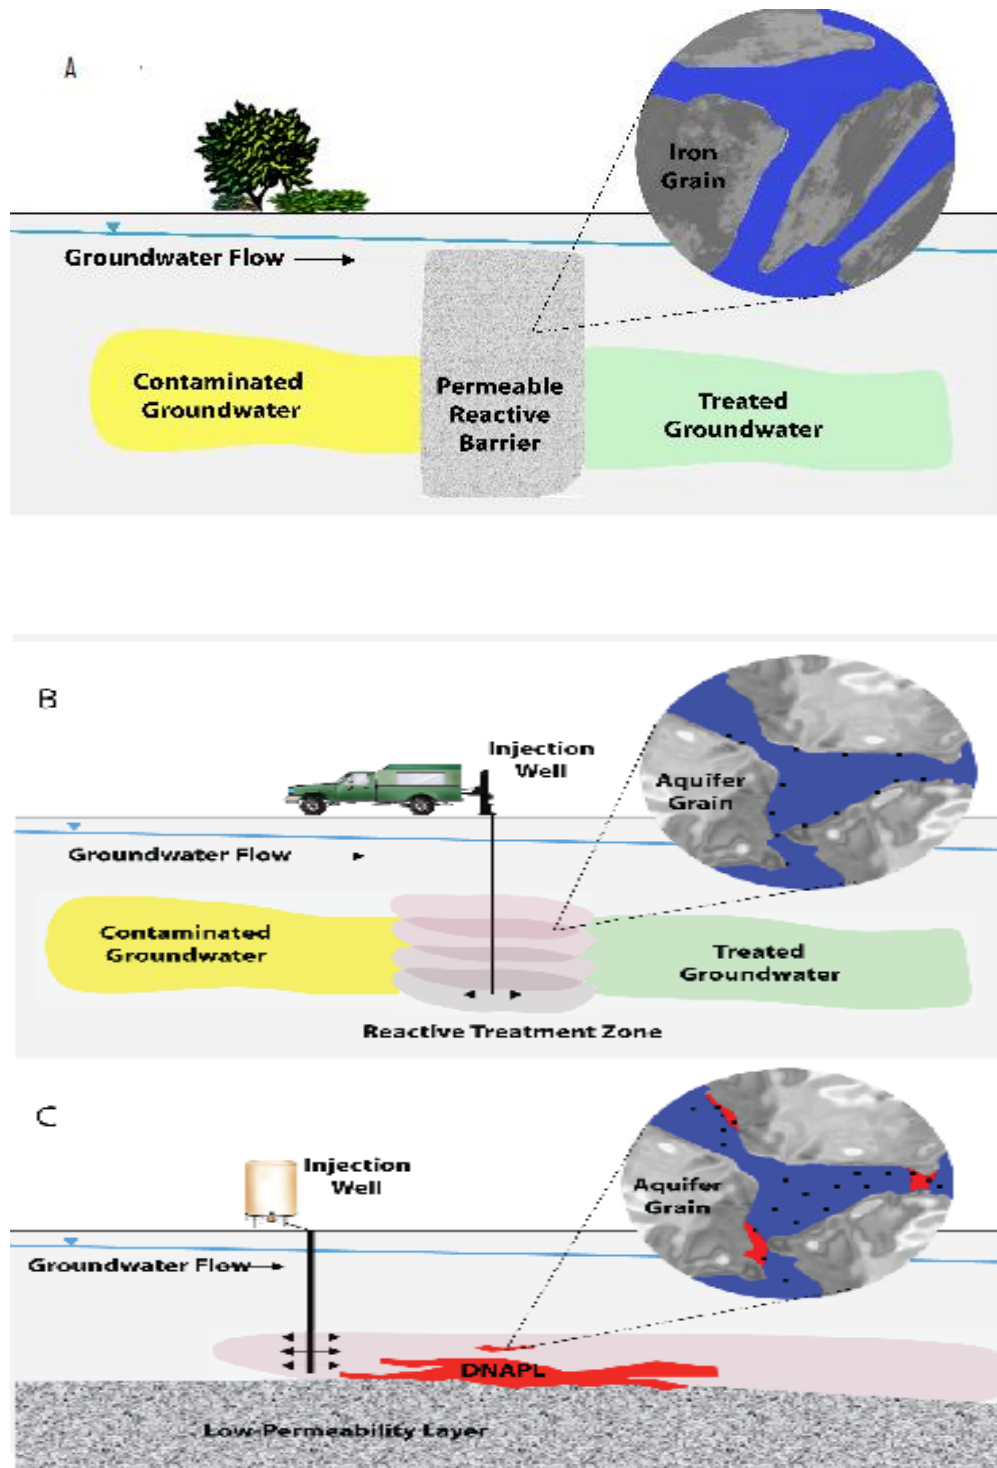 A
Iron
Grain
Groundwater Flow
Contaminated
Groundwater
Permeable
Reactive
Barrier
Treated
Groundwater
B
Injection
Well
Aquifer
Grain
Groundwater Flow
Contaminated
Groundwater
Treated
Groundwater
Reactive Treatment Zone
C
Injection
Well
Aquifer
Grain
Groundwater Flow
DNAPL
Low-Permeability Layer